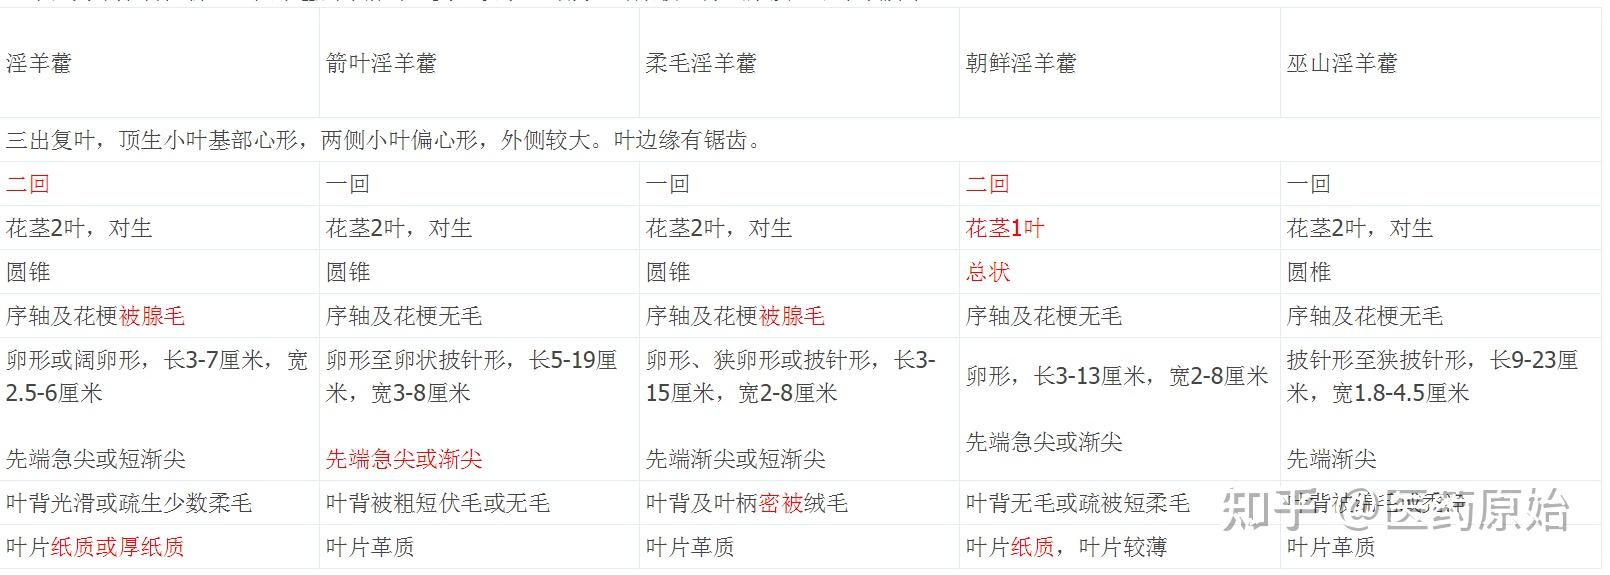 淫羊藿 箭叶淫羊藿 柔毛淫羊藿 朝鲜淫羊藿 巫山淫羊藿
三出复叶，顶生小叶基部心形，两侧小叶偏心形，外侧较大。叶边缘有锯齿。
二回 一回 一回 二回 一回
花茎2叶，对生 花茎2叶，对生 花茎2叶，对生 花茎1叶 花茎2叶，对生
圆锥 圆锥 圆锥 总状 圆椎
序轴及花梗被腺毛 序轴及花梗无毛 序轴及花梗被腺毛 序轴及花梗无毛 序轴及花梗无毛
卵形或阔卵形，长3-7厘米，宽
2.5-6厘米
卵形至卵状披针形，长5-19厘
米，宽3-8厘米
卵形、狭卵形或披针形，长3-
15厘米，宽2-8厘米
卵形，长3-13厘米，宽2-8厘米
披针形至狭披针形，长9-23厘
米，宽1.8-4.5厘米
先端急尖或短渐尖 先端急尖或渐尖 先端渐尖或短渐尖 先端急尖或渐尖 先端渐尖
叶背光滑或疏生少数柔毛 叶背被粗短伏毛或无毛 叶背及叶柄密被绒毛 叶背无毛或疏被短柔毛 叶背被绵毛或秃净
叶片纸质或厚纸质 叶片革质 叶片革质 叶片纸质，叶片较薄 叶片革质
知乎 @医药原始